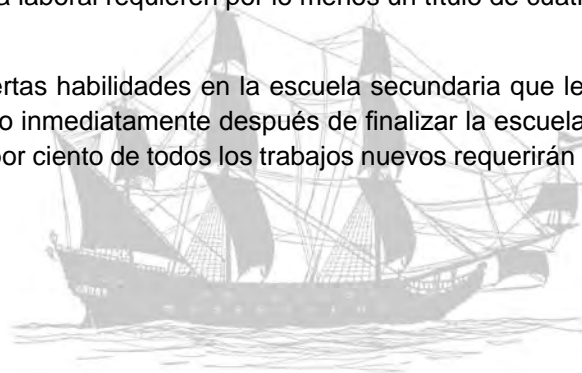 a laboral requieren por lo menos un título de cuat
ertas habilidades en la escuela secundaria que le
o inmediatamente después de finalizar la escuela
por ciento de todos los trabajos nuevos requerirán